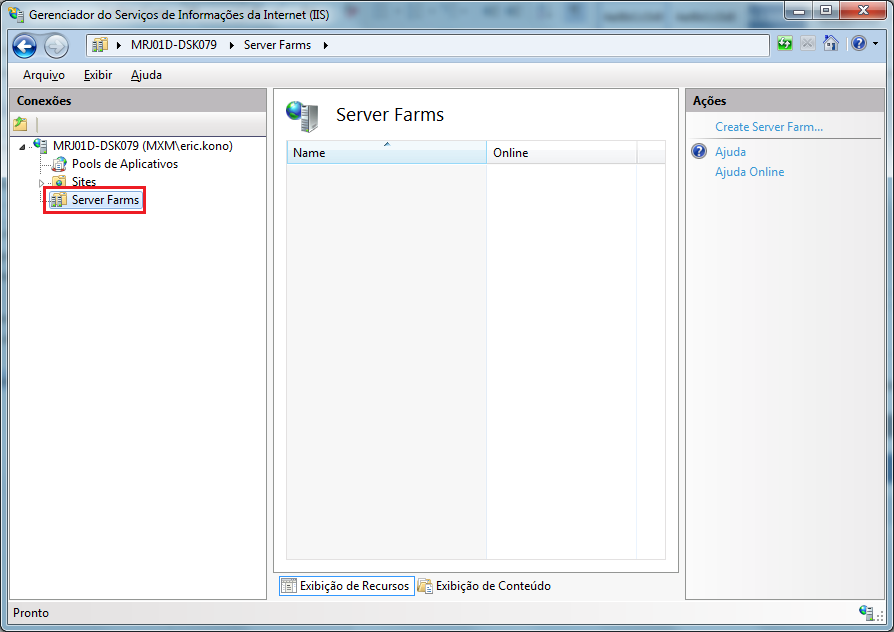 Gerenciador do Serviços de Informações da Internet (IIS)
MRJ01D-DSK079 Server Farms
Arquivo Exibir Ajuda
Conexões
MRJ01D-DSK079 (MXM\eric.kono)
Pools de Aplicativos
Sites
Server Farms
Server Farms
Name Online
Exibição de Recursos Exibição de Conteúdo
Ações
Create Server Farm...
Ajuda
Ajuda Online
Pronto